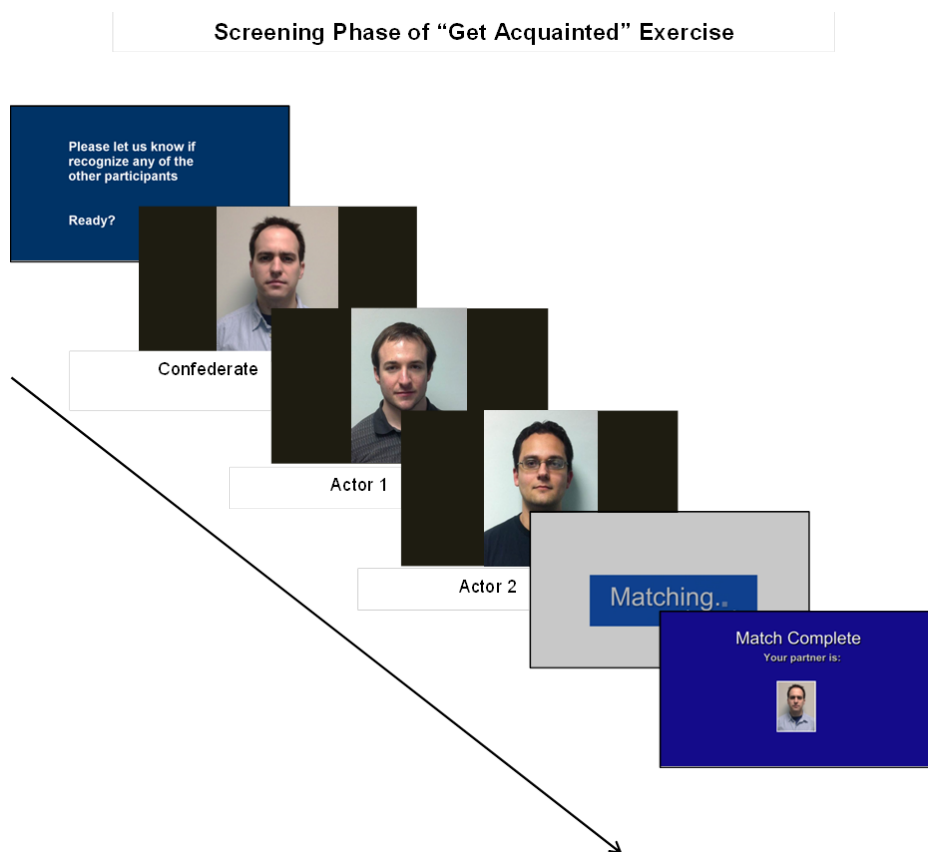 Screening Phase of “Get Acquainted” Exercise
Please let us know if
recognize any of the
other participants
Ready?
Confederate
Actor 1
Actor 2
Matching..
Match Complete
Your partner is: